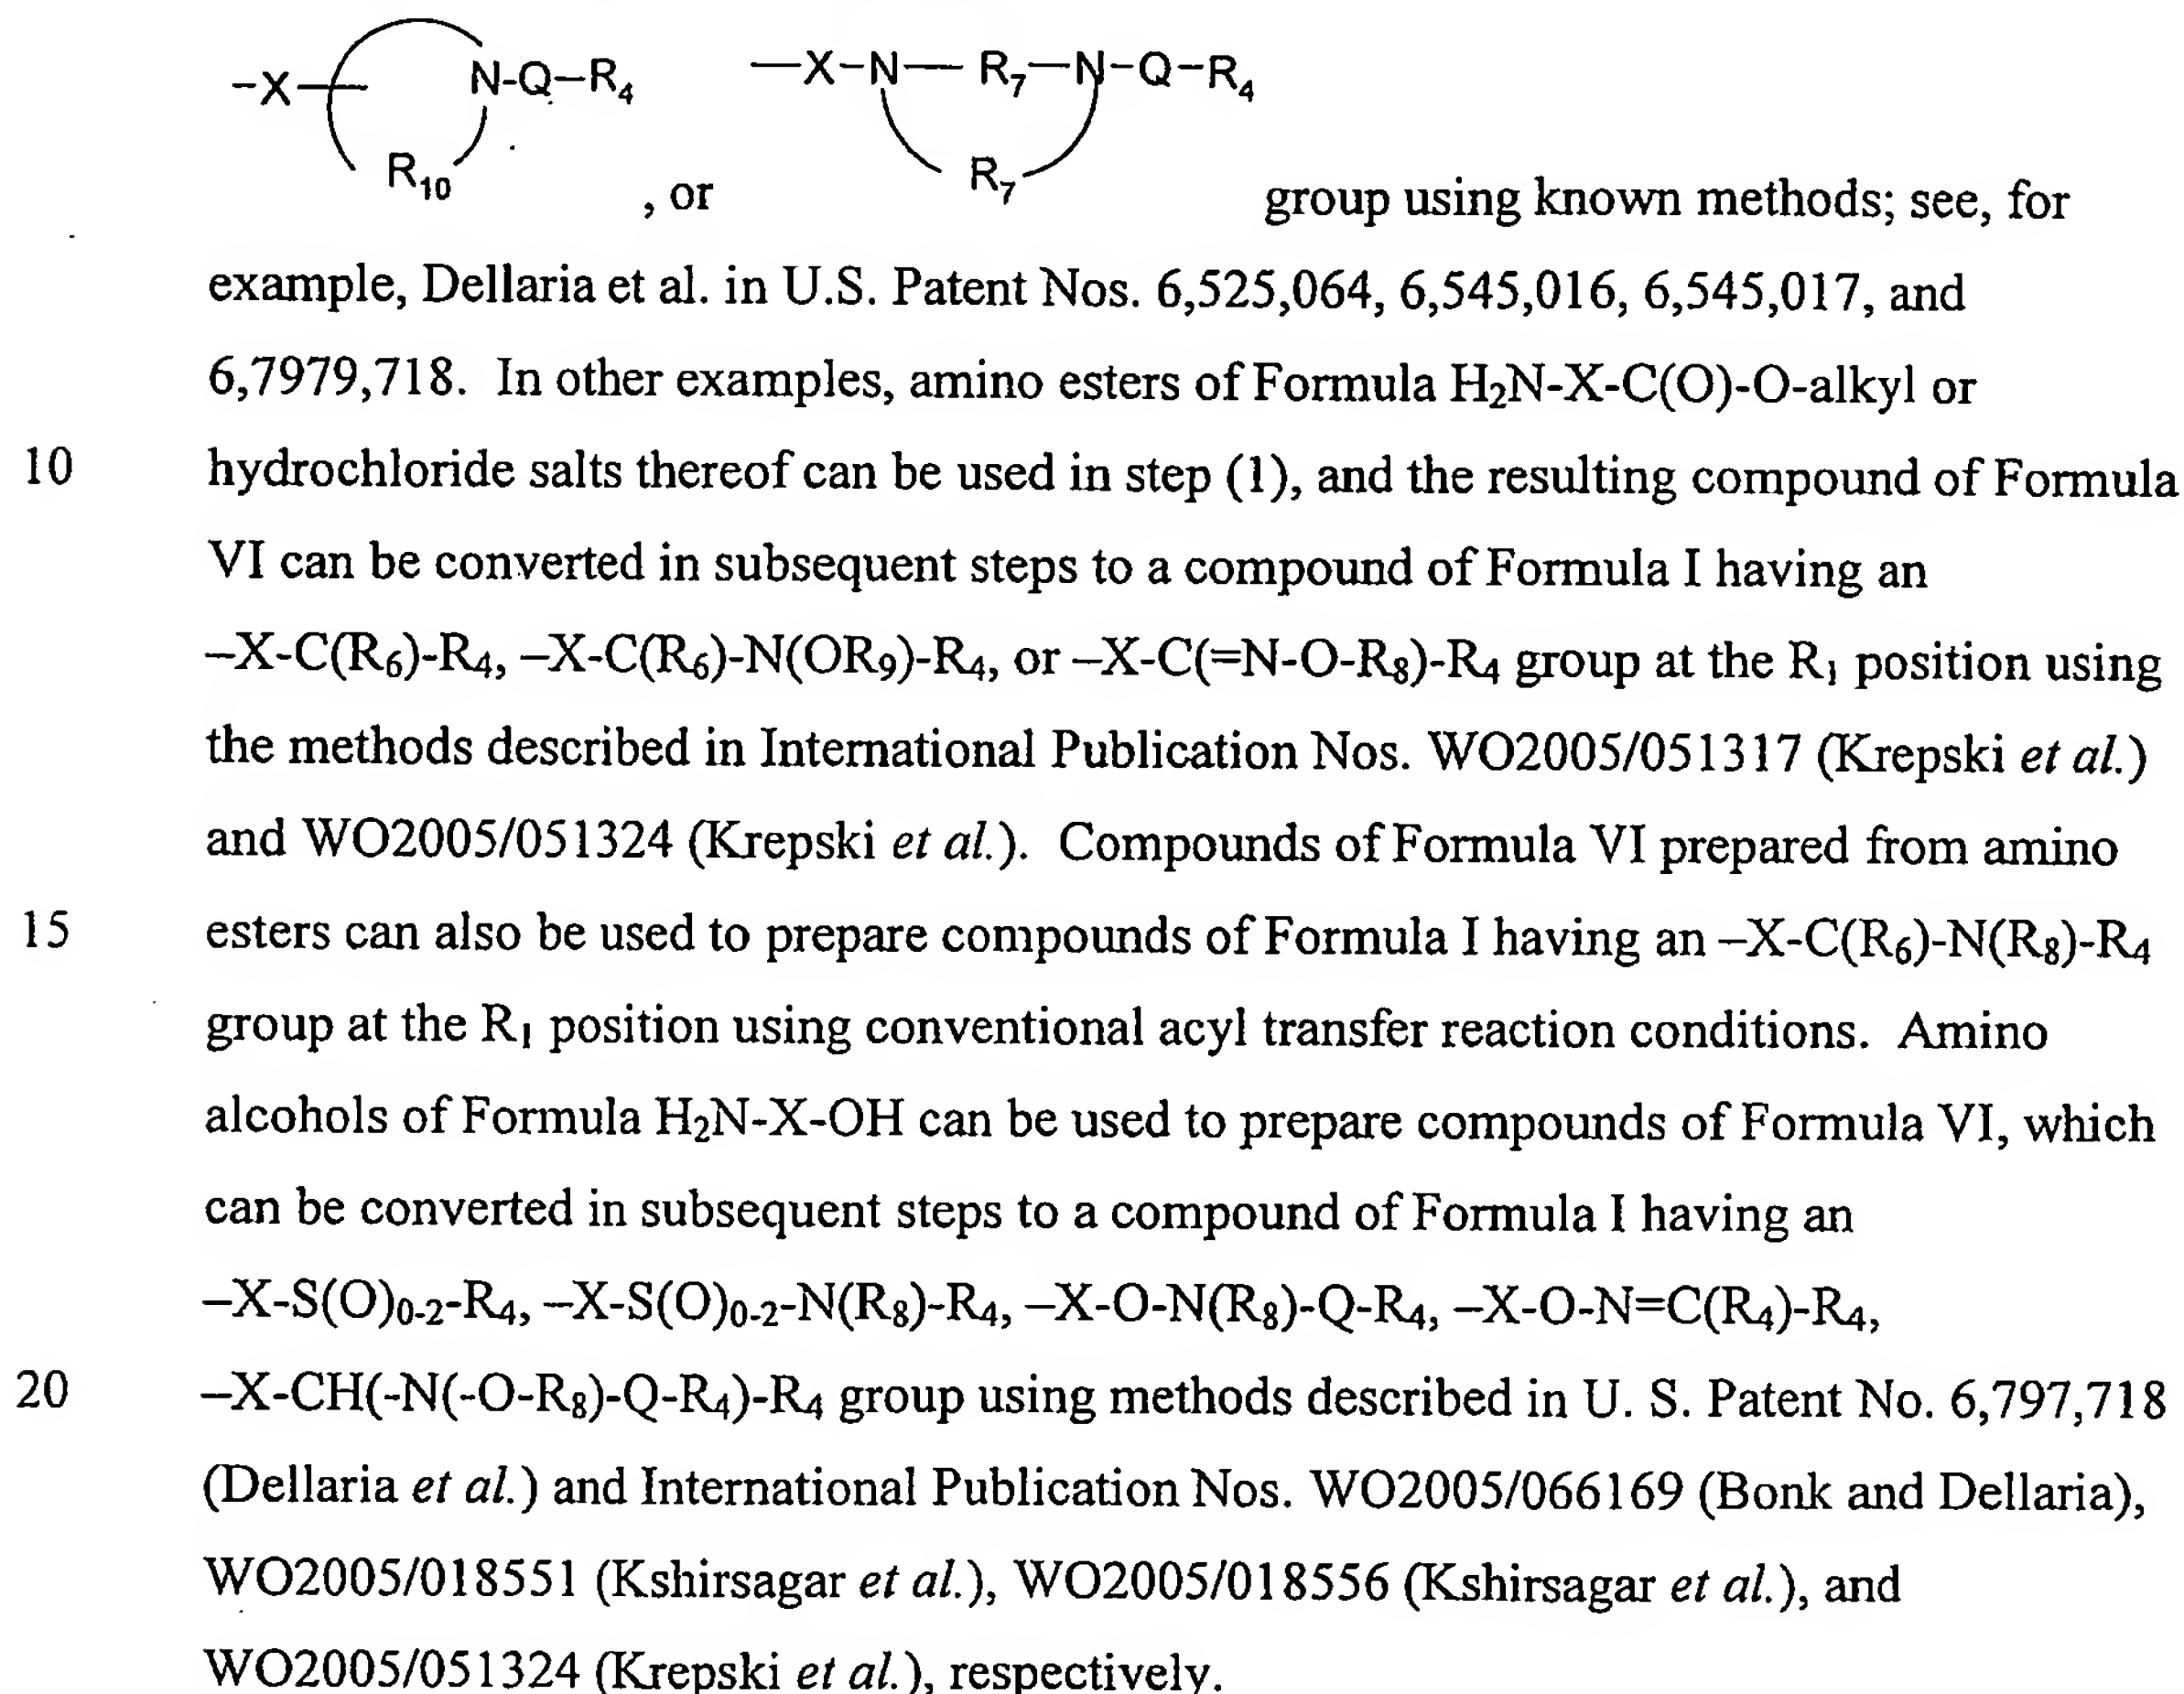 -X- N-Q-R₄ —X-N— R₇—N-Q-R₄
R₁₀ R₇
, or group using known methods; see, for
example, Dellaria et al. in U.S. Patent Nos. 6,525,064, 6,545,016, 6,545,017, and
6,7979,718. In other examples, amino esters of Formula H₂N-X-C(O)-O-alkyl or
10 hydrochloride salts thereof can be used in step (1), and the resulting compound of Formula
VI can be converted in subsequent steps to a compound of Formula I having an
–X-C(R₆)-R₄, –X-C(R₆)-N(OR₉)-R₄, or –X-C(=N-O-R₈)-R₄ group at the R₁ position using
the methods described in International Publication Nos. WO2005/051317 (Krepski et al.)
and WO2005/051324 (Krepski et al.). Compounds of Formula VI prepared from amino
15 esters can also be used to prepare compounds of Formula I having an –X-C(R₆)-N(R₈)-R₄
group at the R₁ position using conventional acyl transfer reaction conditions. Amino
alcohols of Formula H₂N-X-OH can be used to prepare compounds of Formula VI, which
can be converted in subsequent steps to a compound of Formula I having an
–X-S(O)₀₋₂-R₄, –X-S(O)₀₋₂-N(R₈)-R₄, –X-O-N(R₈)-Q-R₄, –X-O-N=C(R₄)-R₄,
20 –X-CH(-N(-O-R₈)-Q-R₄)-R₄ group using methods described in U. S. Patent No. 6,797,718
(Dellaria et al.) and International Publication Nos. WO2005/066169 (Bonk and Dellaria),
WO2005/018551 (Kshirsagar et al.), WO2005/018556 (Kshirsagar et al.), and
WO2005/051324 (Krepski et al.), respectively.